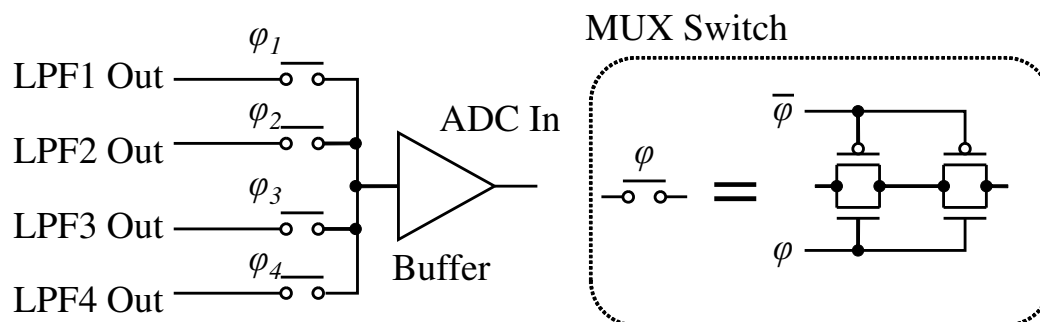 MUX Switch
φ1
LPF1 Out
φ2
LPF2 Out
ADC In
φ3
LPF3 Out
Buffer
φ4
LPF4 Out
φ
=
φ̅
φ